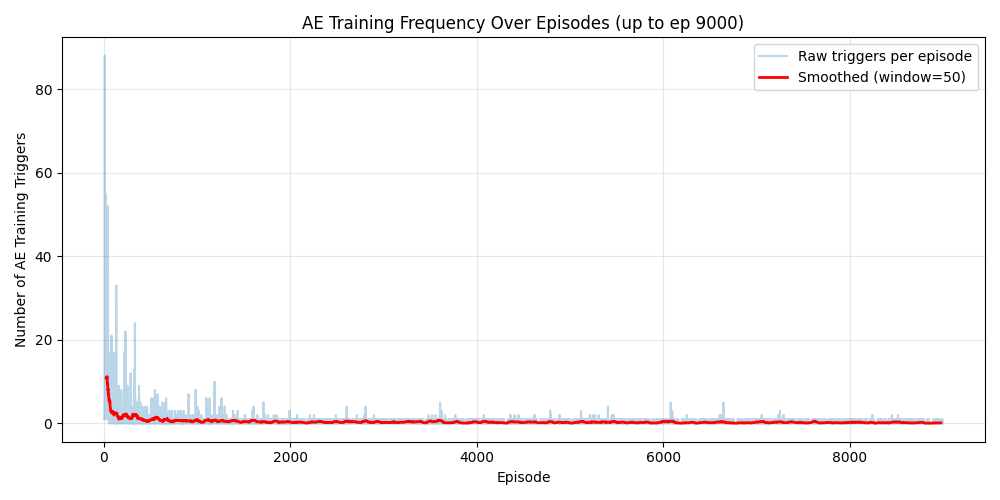 AE Training Frequency Over Episodes (up to ep 9000)
Raw triggers per episode
Smoothed (window=50)
Number of AE Training Triggers
80
60
40
20
0
0 2000 4000 6000 8000
Episode